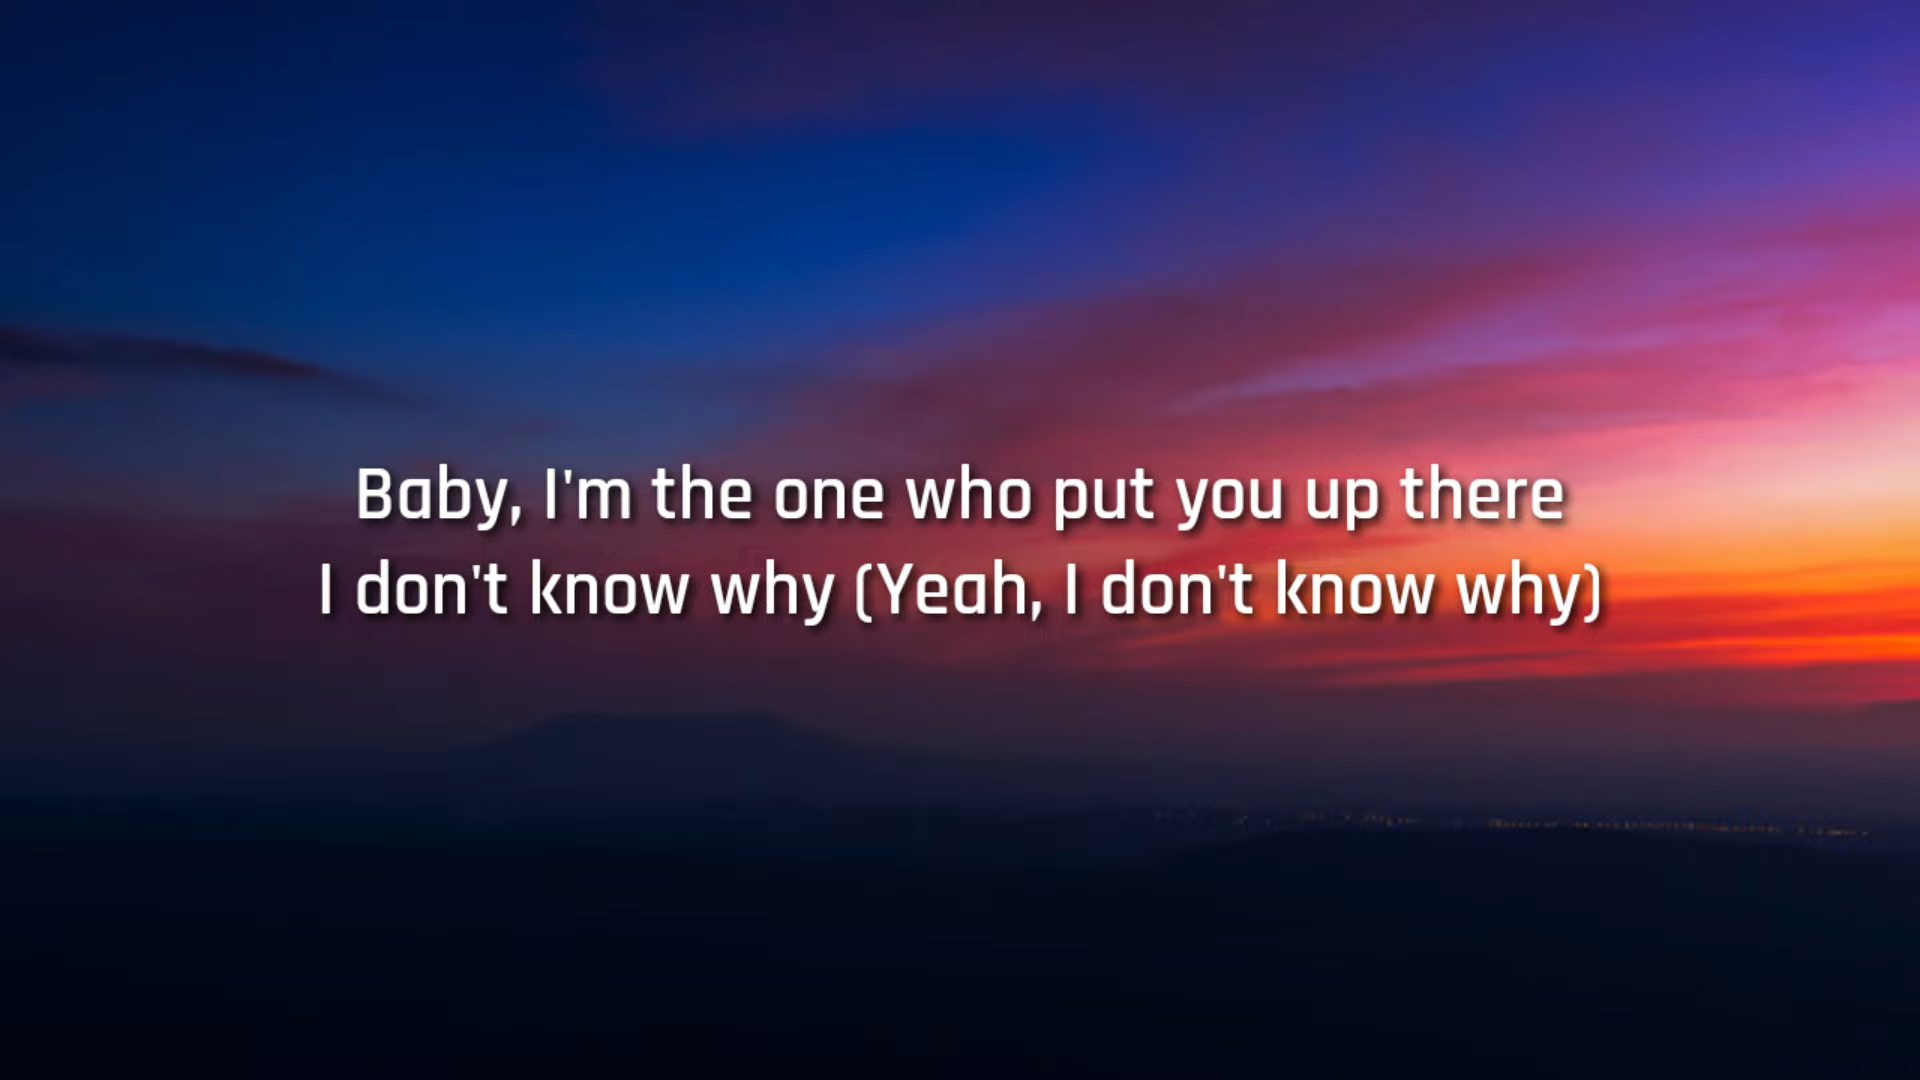 Baby, I'm the one who put you up there
I don't know why (Yeah, I don't know why)